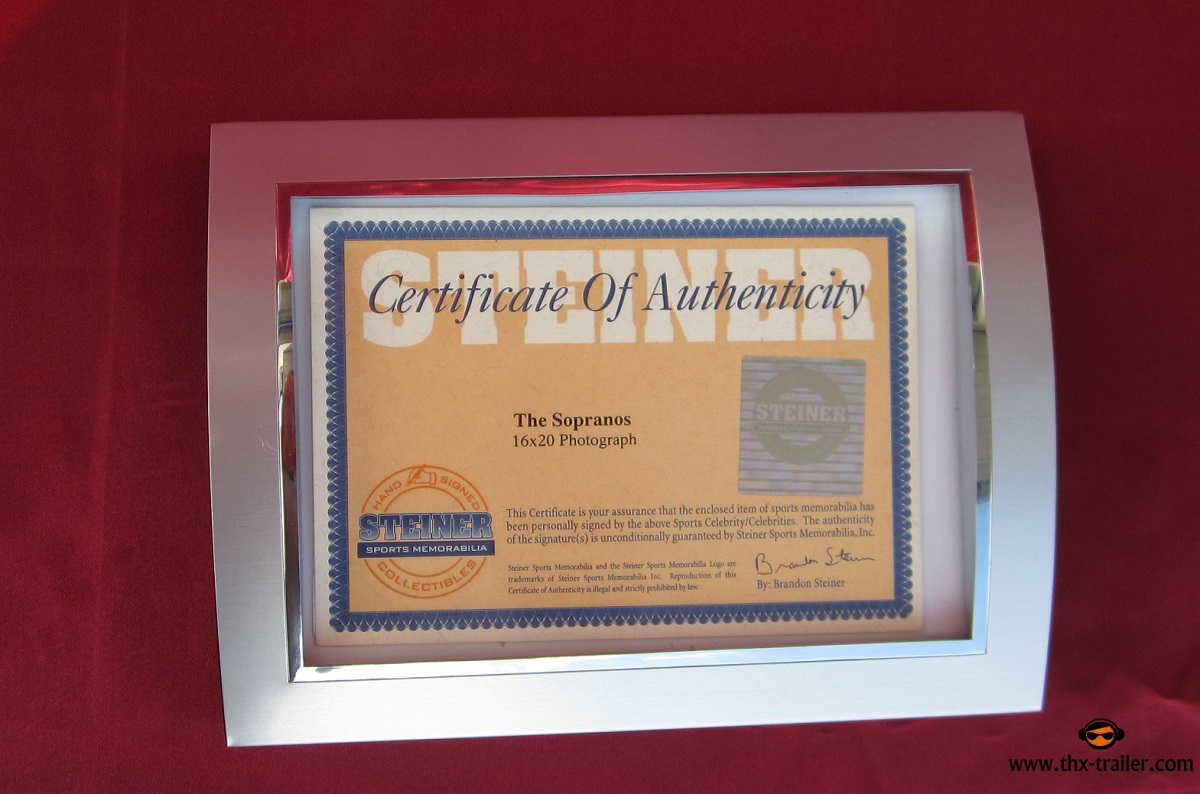 STEINER
Certificate Of Authenticity
STEINER
The Sopranos
16x20 Photograph
HAND SIGNED
STEINER
SPORTS MEMORABILIA
COLLECTIBLES
This Certificate is your assurance that the enclosed item of sports memorabilia has
been personally signed by the above Sports Celebrity/Celebrities. The authenticity
of the signature(s) is unconditionally guaranteed by Steiner Sports Memorabilia, Inc.
Steiner Sports Memorabilia and the Steiner Sports Memorabilia Logo are
trademarks of Steiner Sports Memorabilia Inc. Reproduction of this
Certificate of Authenticity is illegal and strictly prohibited by law.
Brandon Steiner
By: Brandon Steiner
www.thx-trailer.com